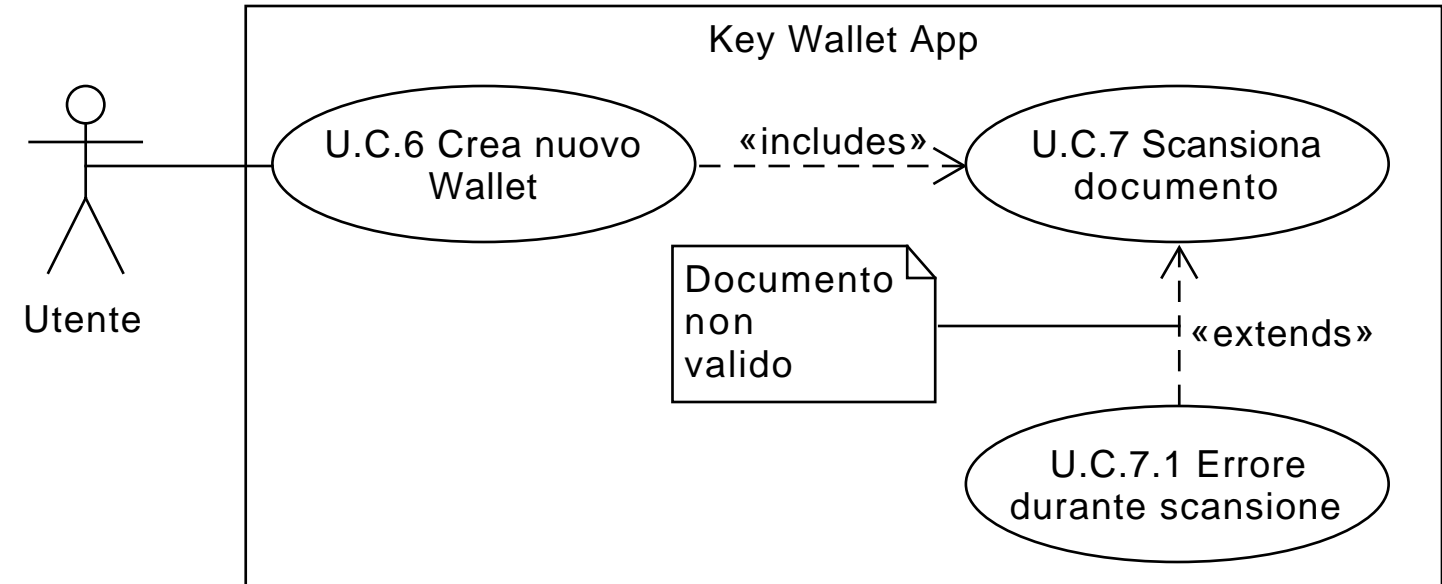 Key Wallet App
U.C.6 Crea nuovo
Wallet
«includes»
U.C.7 Scansiona
documento
Utente
Documento
non
valido
«extends»
U.C.7.1 Errore
durante scansione